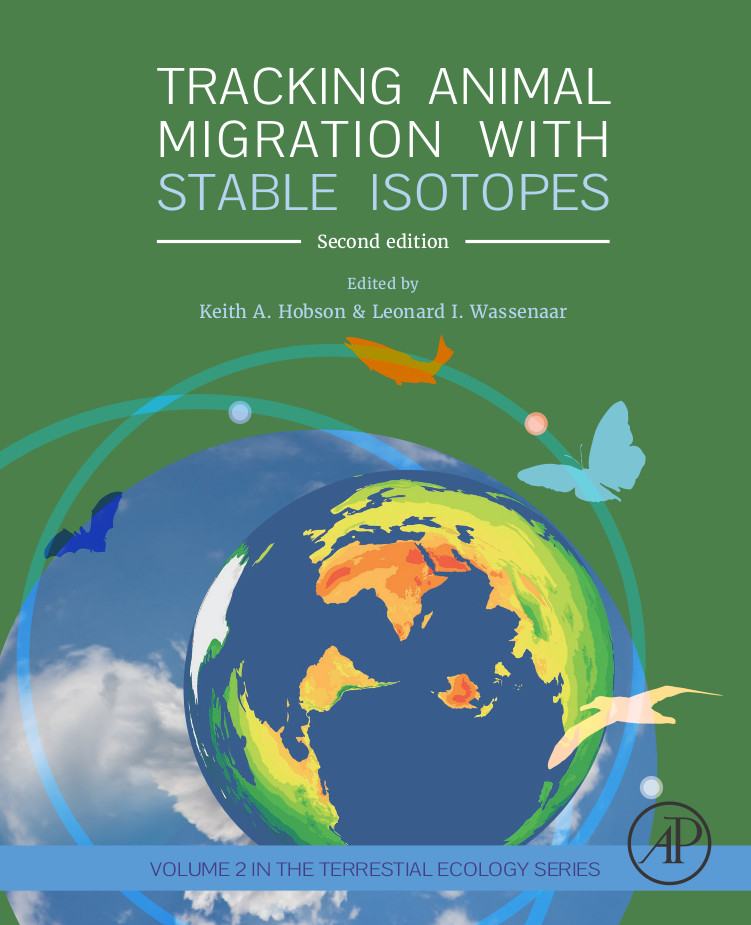 TRACKING ANIMAL
MIGRATION WITH
STABLE ISOTOPES
Second edition
Edited by
Keith A. Hobson & Leonard I. Wassenaar
VOLUME 2 IN THE TERRESTIAL ECOLOGY SERIES
AP